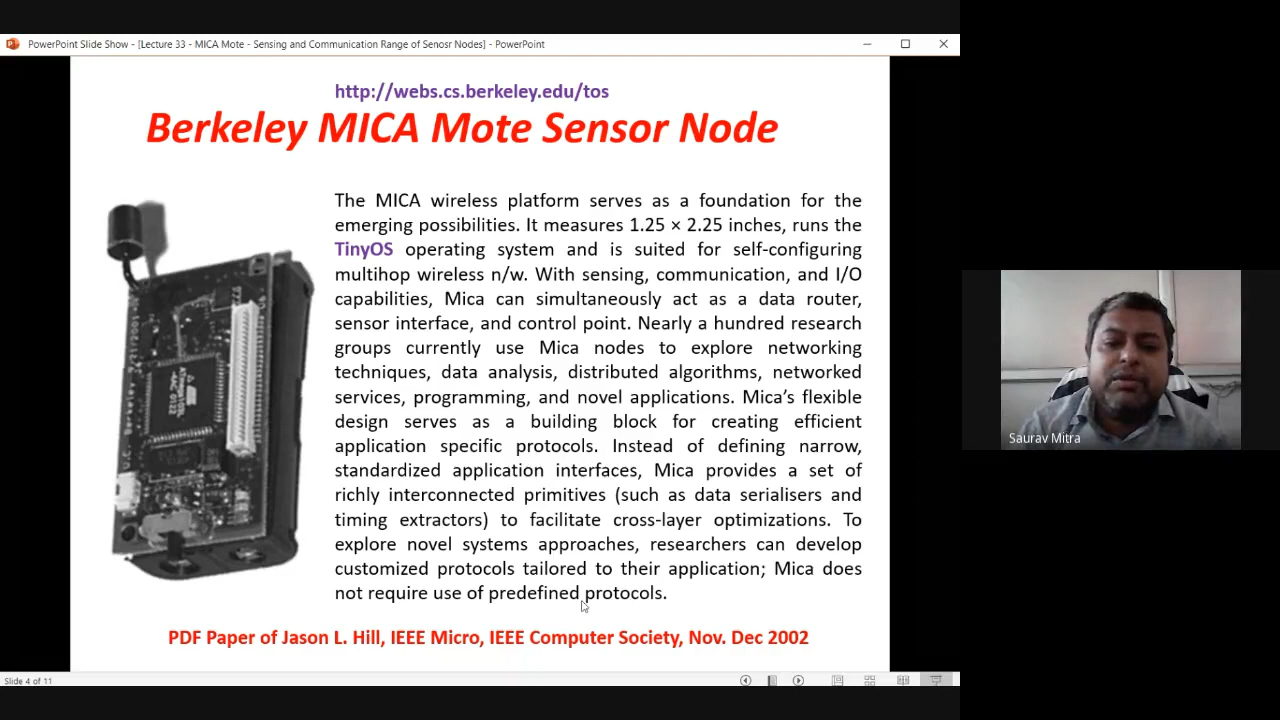 PowerPoint Slide Show - [Lecture 33 - MICA Mote - Sensing and Communication Range of Senosr Nodes] - PowerPoint
http://webs.cs.berkeley.edu/tos
Berkeley MICA Mote Sensor Node
The MICA wireless platform serves as a foundation for the
emerging possibilities. It measures 1.25 × 2.25 inches, runs the
TinyOS operating system and is suited for self-configuring
multihop wireless n/w. With sensing, communication, and I/O
capabilities, Mica can simultaneously act as a data router,
sensor interface, and control point. Nearly a hundred research
groups currently use Mica nodes to explore networking
techniques, data analysis, distributed algorithms, networked
services, programming, and novel applications. Mica’s flexible
design serves as a building block for creating efficient
application specific protocols. Instead of defining narrow,
standardized application interfaces, Mica provides a set of
richly interconnected primitives (such as data serialisers and
timing extractors) to facilitate cross-layer optimizations. To
explore novel systems approaches, researchers can develop
customized protocols tailored to their application; Mica does
not require use of predefined protocols.
PDF Paper of Jason L. Hill, IEEE Micro, IEEE Computer Society, Nov. Dec 2002
Slide 4 of 11
Saurav Mitra